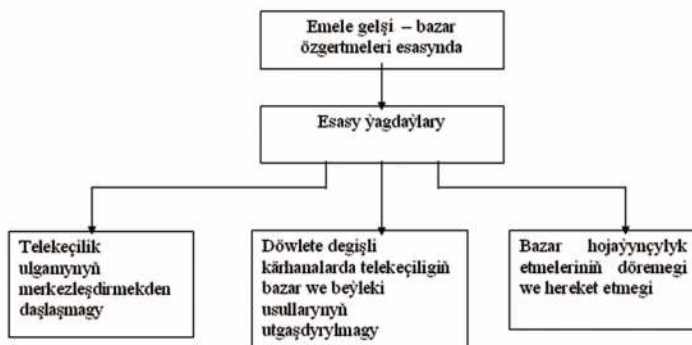 Emele gelşi – bazar
özgertmeleri esasynda
Esasy ýagdaýlary
Telekeçilik
ulgamynyň
merkezleşdirmekden
daşlaşmagy
Döwlete degişli
kärhanalarda telekeçiligiň
bazar we beýleki
usullarynyň
utgaşdyrylmagy
Bazar hojaýynçylyk
etmeleriniň döremegi
we hereket etmegi